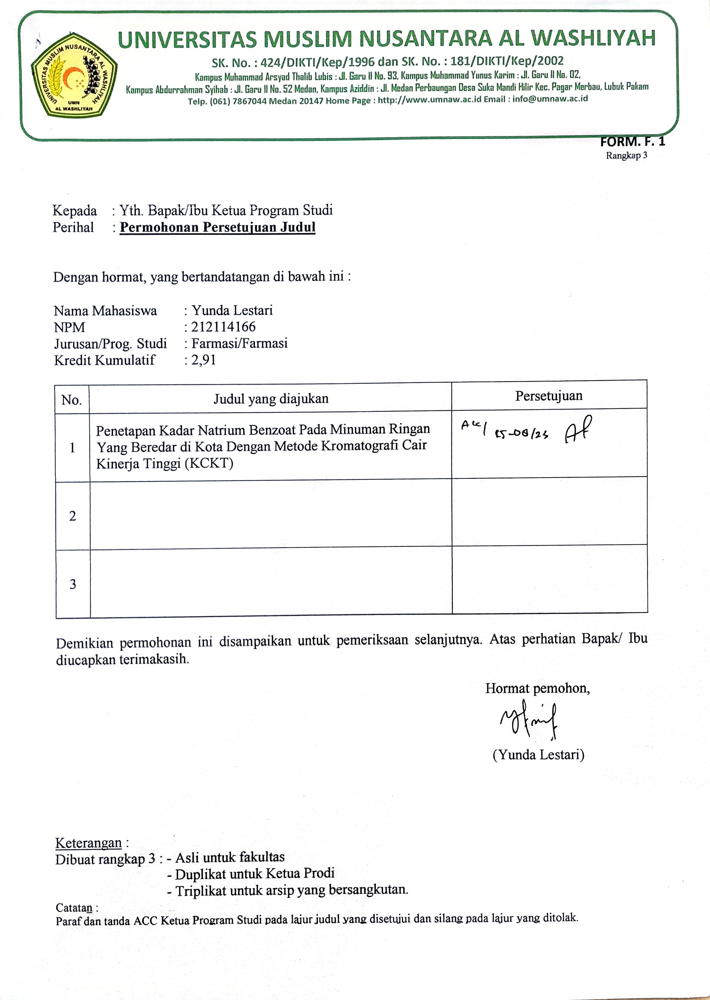 UNIVERSITAS MUSLIM NUSANTARA AL WASHLIYAH
UMN
AL WASHLIYAH
UNIVERSITAS MUSLIM NUSANTARA AL WASHLIYAH
SK. No. : 424/DIKTI/Kep/1996 dan SK. No. : 181/DIKTI/Kep/2002
Kampus Muhammad Arsyad Thalib Lubis : Jl. Garu II No. 93, Kampus Muhammad Yunus Karim : Jl. Garu II No. 02,
Kampus Abdurrahman Syihab : Jl. Garu II No. 52 Medan, Kampus Aziddin : Jl. Medan Perbaungan Desa Suka Mandi Hilir Kec. Pagar Merbau, Lubuk Pakam
Telp. (061) 7867044 Medan 20147 Home Page : http://www.umnaw.ac.id Email : info@umnaw.ac.id
FORM. F. 1
Rangkap 3
Kepada : Yth. Bapak/Ibu Ketua Program Studi
Perihal : Permohonan Persetujuan Judul
Dengan hormat, yang bertandatangan di bawah ini :
Nama Mahasiswa : Yunda Lestari
NPM : 212114166
Jurusan/Prog. Studi : Farmasi/Farmasi
Kredit Kumulatif : 2,91
No. Judul yang diajukan Persetujuan
1 Penetapan Kadar Natrium Benzoat Pada Minuman Ringan
Yang Beredar di Kota Dengan Metode Kromatografi Cair
Kinerja Tinggi (KCKT)
Acc/
2
3
Demikian permohonan ini disampaikan untuk pemeriksaan selanjutnya. Atas perhatian Bapak/ Ibu
diucapkan terimakasih.
Hormat pemohon,
(Yunda Lestari)
Keterangan :
Dibuat rangkap 3 : - Asli untuk fakultas
- Duplikat untuk Ketua Prodi
- Triplikat untuk arsip yang bersangkutan.
Catatan :
Paraf dan tanda ACC Ketua Program Studi pada lajur judul yang disetujui dan silang pada lajur yang ditolak.